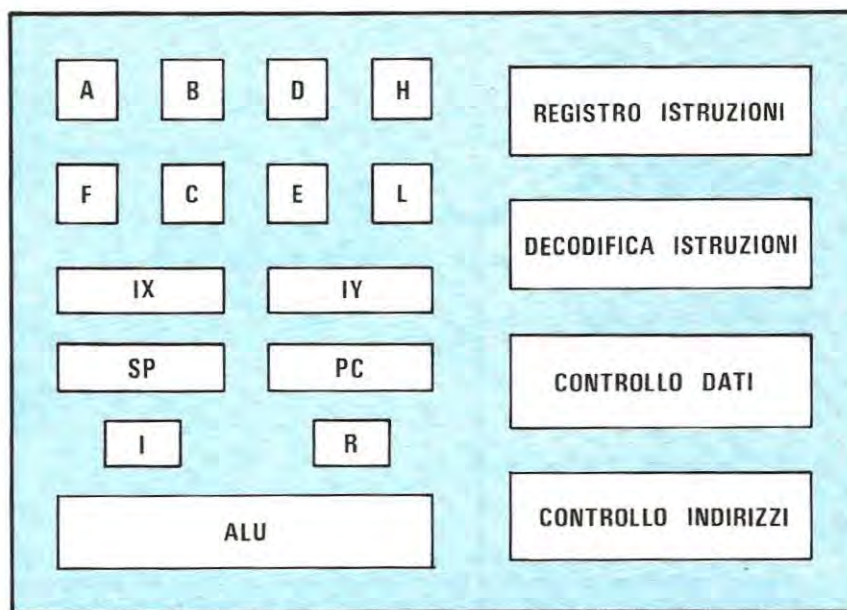 A B D H
F C E L
IX IY
SP PC
I R
ALU
REGISTRO ISTRUZIONI
DECODIFICA ISTRUZIONI
CONTROLLO DATI
CONTROLLO INDIRIZZI